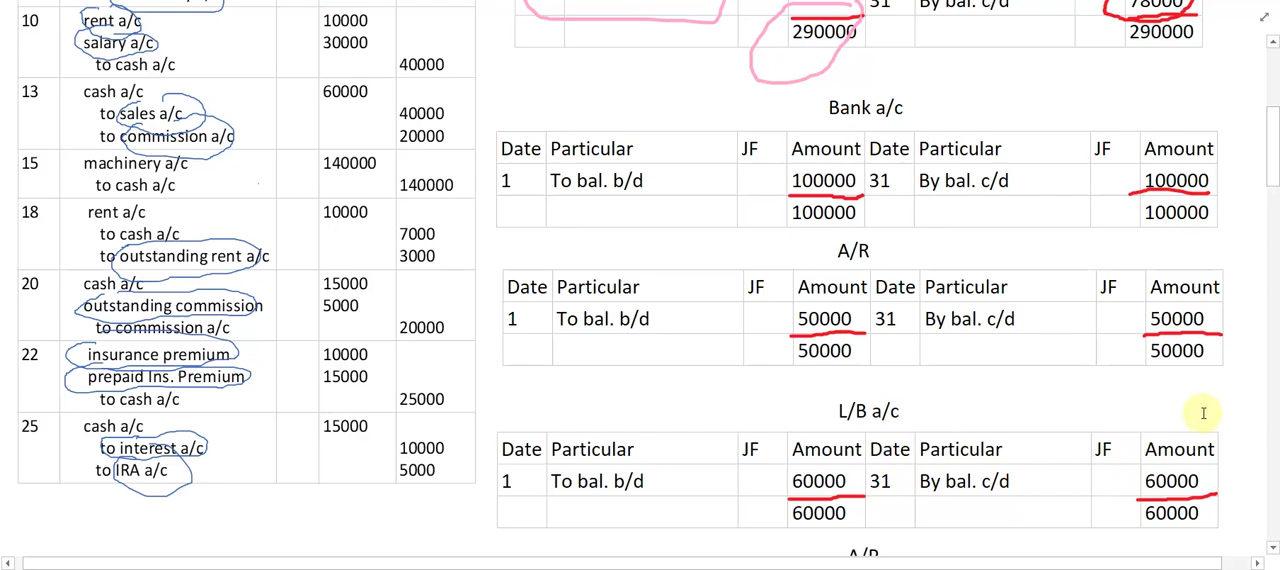 10 rent a/c 10000
salary a/c 30000
to cash a/c 40000
13 cash a/c 60000
to sales a/c 40000
to commission a/c 20000
15 machinery a/c 140000
to cash a/c 140000
18 rent a/c 10000
to cash a/c 7000
to outstanding rent a/c 3000
20 cash a/c 15000
outstanding commission 5000
to commission a/c 20000
22 insurance premium 10000
prepaid Ins. Premium 15000
to cash a/c 25000
25 cash a/c 15000
to interest a/c 10000
to IRA a/c 5000
31 By bal. c/d 78000
290000 290000
Bank a/c
Date Particular JF Amount Date Particular JF Amount
1 To bal. b/d 100000 31 By bal. c/d 100000
100000 100000
A/R
Date Particular JF Amount Date Particular JF Amount
1 To bal. b/d 50000 31 By bal. c/d 50000
50000 50000
L/B a/c
Date Particular JF Amount Date Particular JF Amount
1 To bal. b/d 60000 31 By bal. c/d 60000
60000 60000